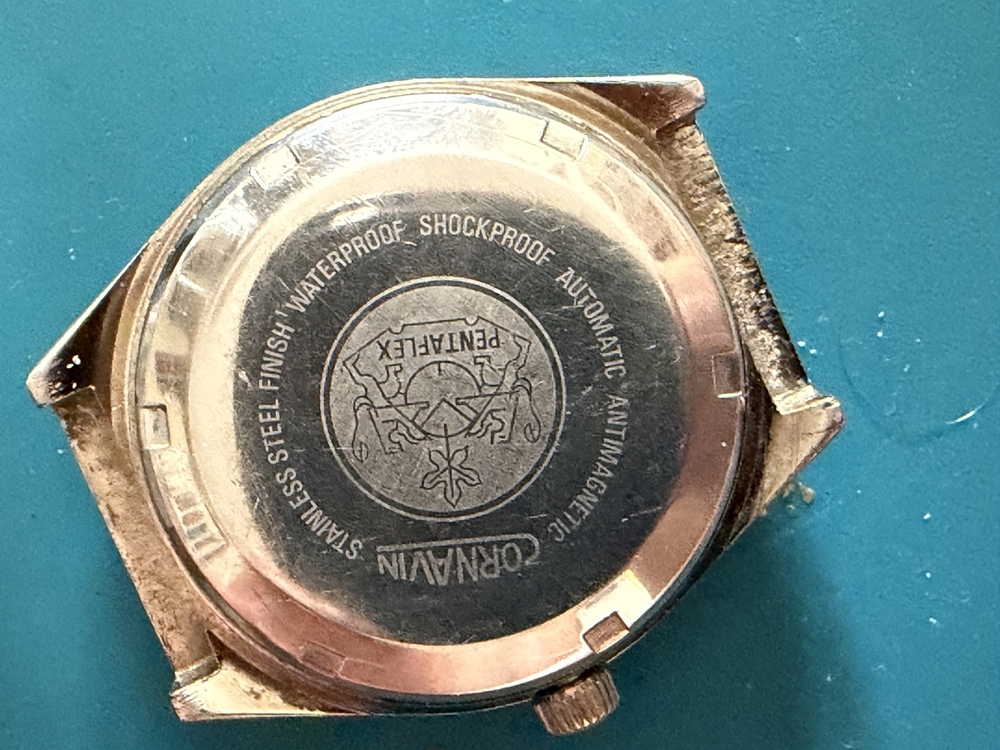 CORNAVIN
STAINLESS STEEL FINISH WATERPROOF SHOCKPROOF AUTOMATIC ANTIMAGNETIC
PENTAFLEX